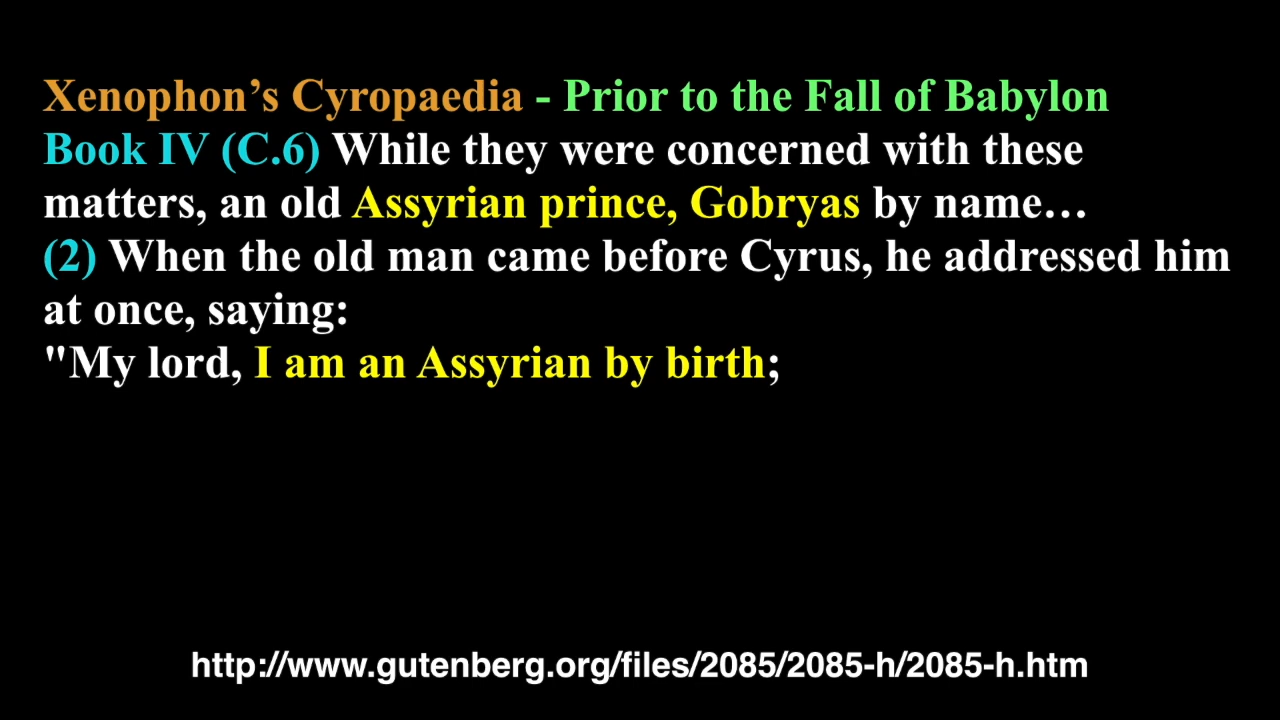 Xenophon’s Cyropaedia - Prior to the Fall of Babylon
Book IV (C.6) While they were concerned with these
matters, an old Assyrian prince, Gobryas by name…
(2) When the old man came before Cyrus, he addressed him
at once, saying:
"My lord, I am an Assyrian by birth;
http://www.gutenberg.org/files/2085/2085-h/2085-h.htm